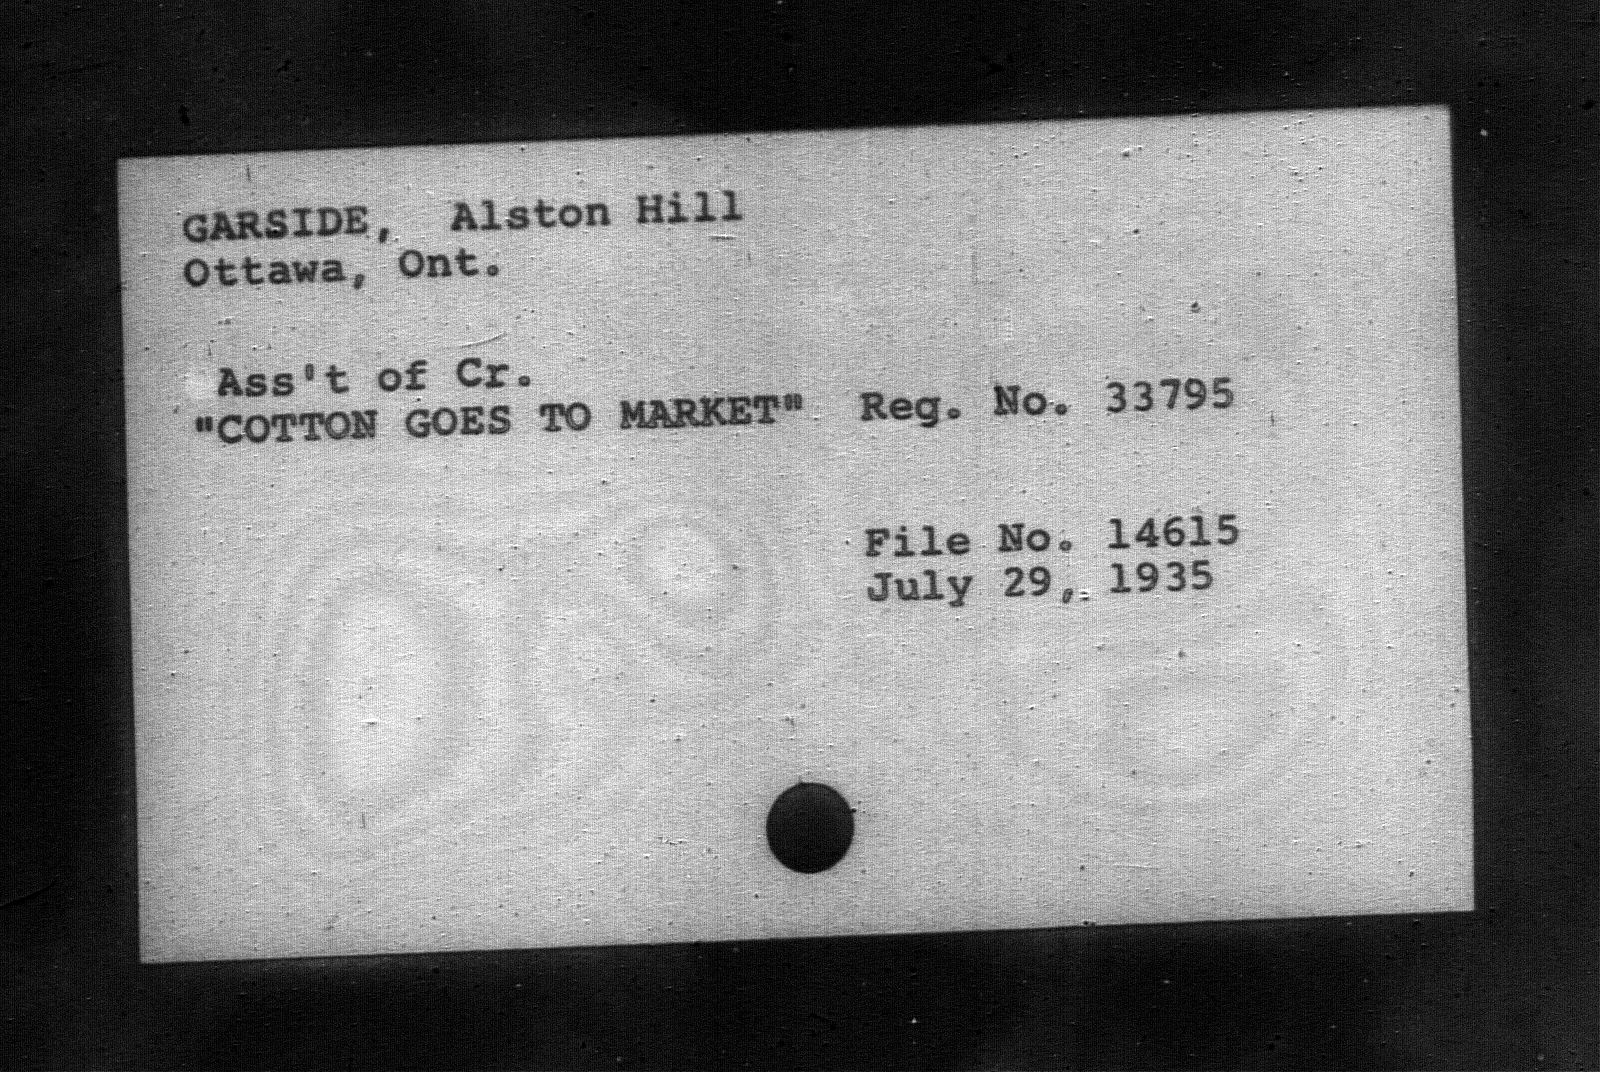 GARSIDE, Alston Hill
Ottawa, Ont.
Ass't of Cr.
"COTTON GOES TO MARKET" Reg. No. 33795
File No. 14615
July 29, 1935